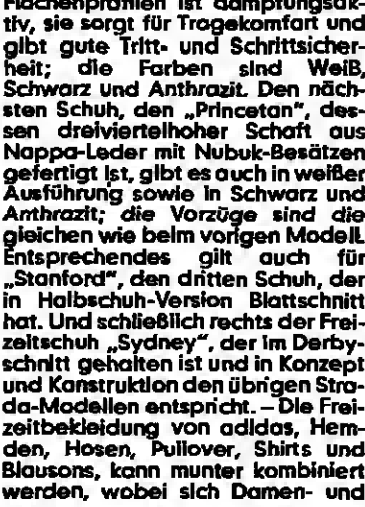 Flächenprofilen ist dämpfungsak-
tiv, sie sorgt für Tragekomfort und
gibt gute Tritt- und Schrittsicher-
heit; die Farben sind Weiß,
Schwarz und Anthrazit. Den näch-
sten Schuh, den „Princetan“, des-
sen dreiviertelhoher Schaft aus
Nappa-Leder mit Nubuk-Besätzen
gefertigt ist, gibt es auch in weißer
Ausführung sowie in Schwarz und
Anthrazit; die Vorzüge sind die
gleichen wie beim vorigen Modell.
Entsprechendes gilt auch für
„Stanford“, den dritten Schuh, der
in Halbschuh-Version Blattschnitt
hat. Und schließlich rechts der Frei-
zeitschuh „Sydney“, der im Derby-
schnitt gehalten ist und in Konzept
und Konstruktion den übrigen Stra-
da-Modellen entspricht. – Die Frei-
zeitbekleidung von adidas, Hem-
den, Hosen, Pullover, Shirts und
Blousons, kann munter kombiniert
werden, wobei sich Damen- und